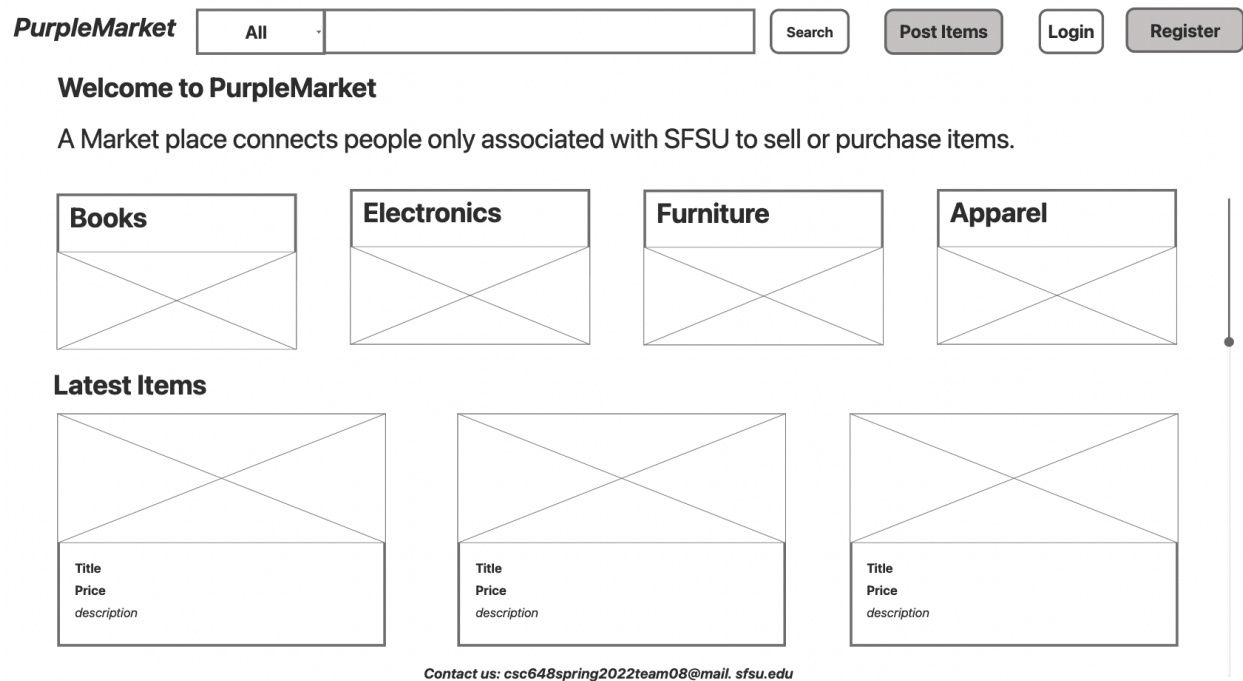 PurpleMarket All Search Post Items Login Register
Welcome to PurpleMarket
A Market place connects people only associated with SFSU to sell or purchase items.
Books Electronics Furniture Apparel
Latest Items
Title Title Title
Price Price Price
description description description
Contact us: csc648spring2022team08@mail. sfsu.edu